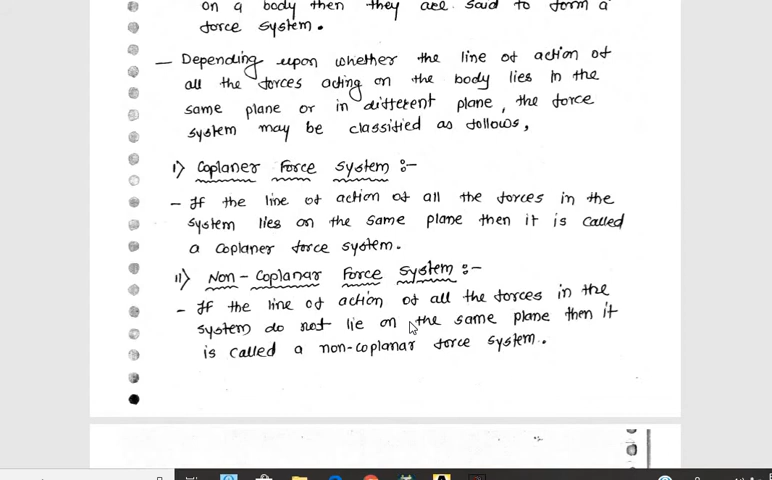 on a body then they are said to form a
force system.
— Depending upon whether the line of action of
all the forces acting on the body lies in the
same plane or in different plane, the force
system may be classified as follows,
i) Coplaner Force System :-
- If the line of action of all the forces in the
system lies on the same plane then it is called
a coplaner force system.
ii) Non-Coplanar Force System :-
- If the line of action of all the forces in the
system do not lie on the same plane then it
is called a non-coplanar force system.